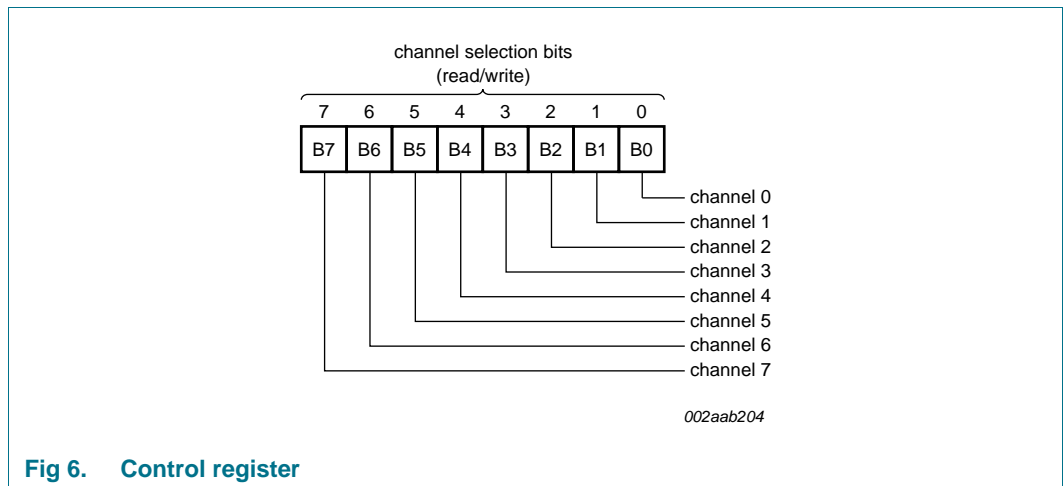 channel selection bits
(read/write)
7 6 5 4 3 2 1 0
B7 B6 B5 B4 B3 B2 B1 B0
channel 0
channel 1
channel 2
channel 3
channel 4
channel 5
channel 6
channel 7
002aab204
Fig 6. Control register